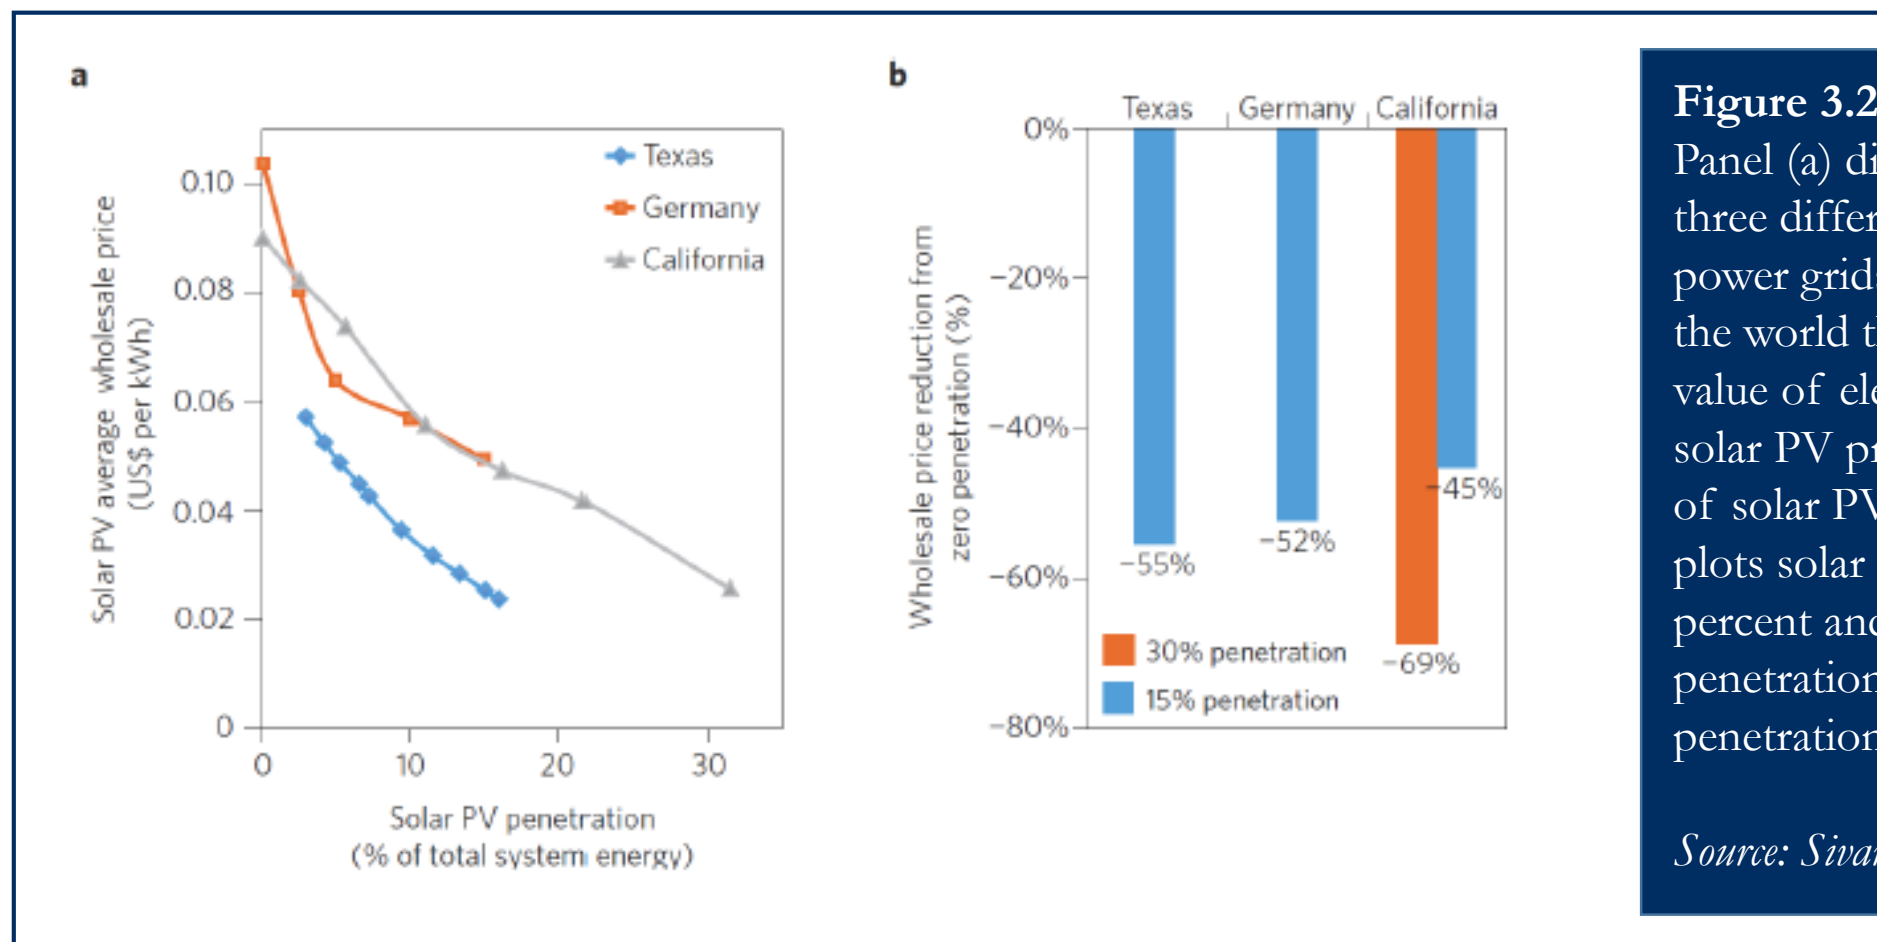 a
Solar PV average wholesale price
(US$ per kWh)
0.10
0.08
0.06
0.04
0.02
0
0 10 20 30
Solar PV penetration
(% of total system energy)
Texas
Germany
California
b
Texas Germany California
Wholesale price reduction from
zero penetration (%)
0%
−20%
−40%
−60%
−80%
−55%
−52%
−69%
−45%
30% penetration
15% penetration
Figure 3.2
Panel (a) di
three differ
power grids
the world t
value of ele
solar PV pr
of solar PV
plots solar
percent and
penetration
penetration
Source: Sivar